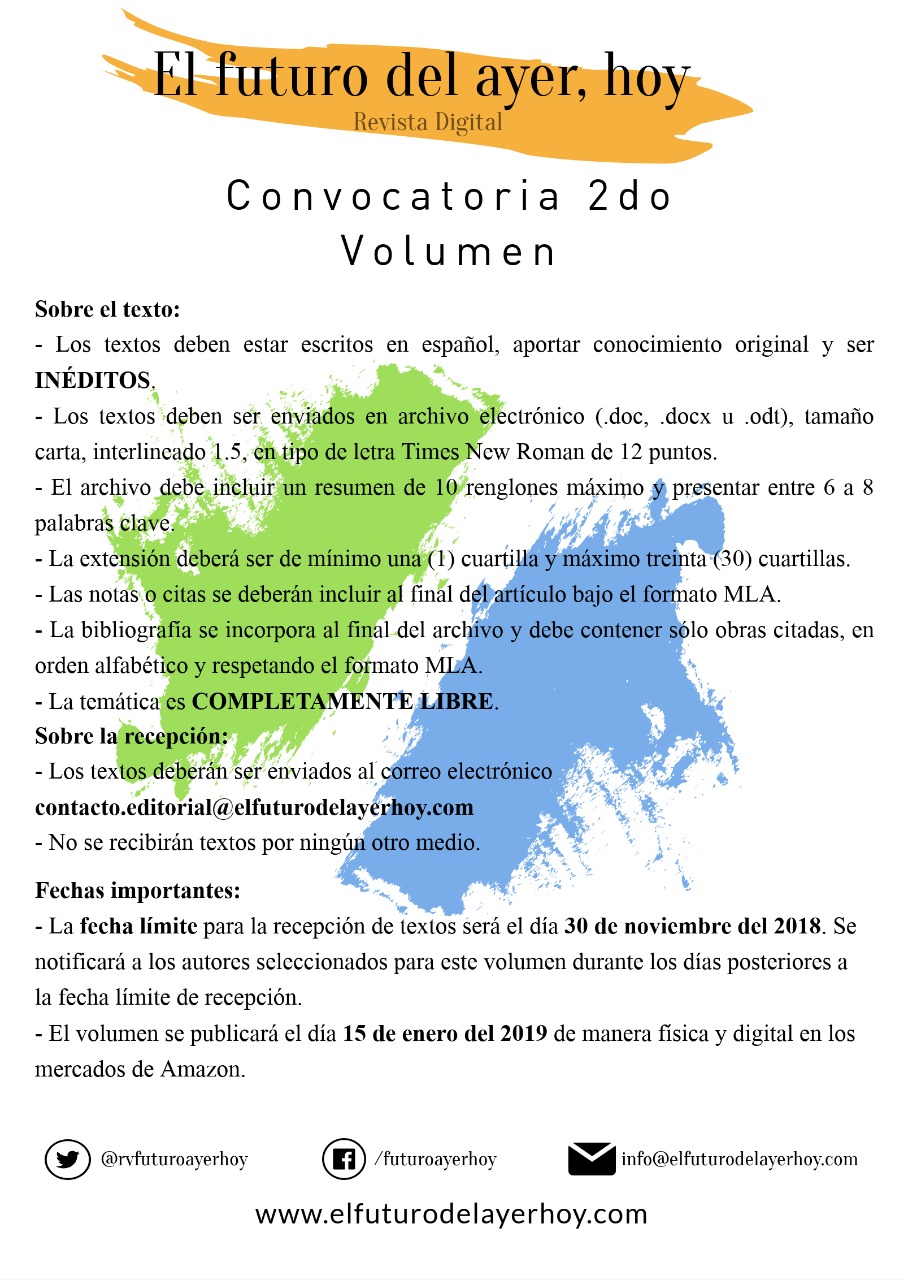 El futuro del ayer, hoy
Revista Digital
Convocatoria 2do
Volumen
Sobre el texto:
- Los textos deben estar escritos en español, aportar conocimiento original y ser
INÉDITOS.
- Los textos deben ser enviados en archivo electrónico (.doc, .docx u .odt), tamaño
carta, interlineado 1.5, en tipo de letra Times New Roman de 12 puntos.
- El archivo debe incluir un resumen de 10 renglones máximo y presentar entre 6 a 8
palabras clave.
- La extensión deberá ser de mínimo una (1) cuartilla y máximo treinta (30) cuartillas.
- Las notas o citas se deberán incluir al final del artículo bajo el formato MLA.
- La bibliografía se incorpora al final del archivo y debe contener sólo obras citadas, en
orden alfabético y respetando el formato MLA.
- La temática es COMPLETAMENTE LIBRE.
Sobre la recepción:
- Los textos deberán ser enviados al correo electrónico
contacto.editorial@elfuturodelayerhoy.com
- No se recibirán textos por ningún otro medio.
Fechas importantes:
- La fecha límite para la recepción de textos será el día 30 de noviembre del 2018. Se
notificará a los autores seleccionados para este volumen durante los días posteriores a
la fecha límite de recepción.
- El volumen se publicará el día 15 de enero del 2019 de manera física y digital en los
mercados de Amazon.
@rvfuturoayerhoy
/futuroayerhoy
info@elfuturodelayerhoy.com
www.elfuturodelayerhoy.com